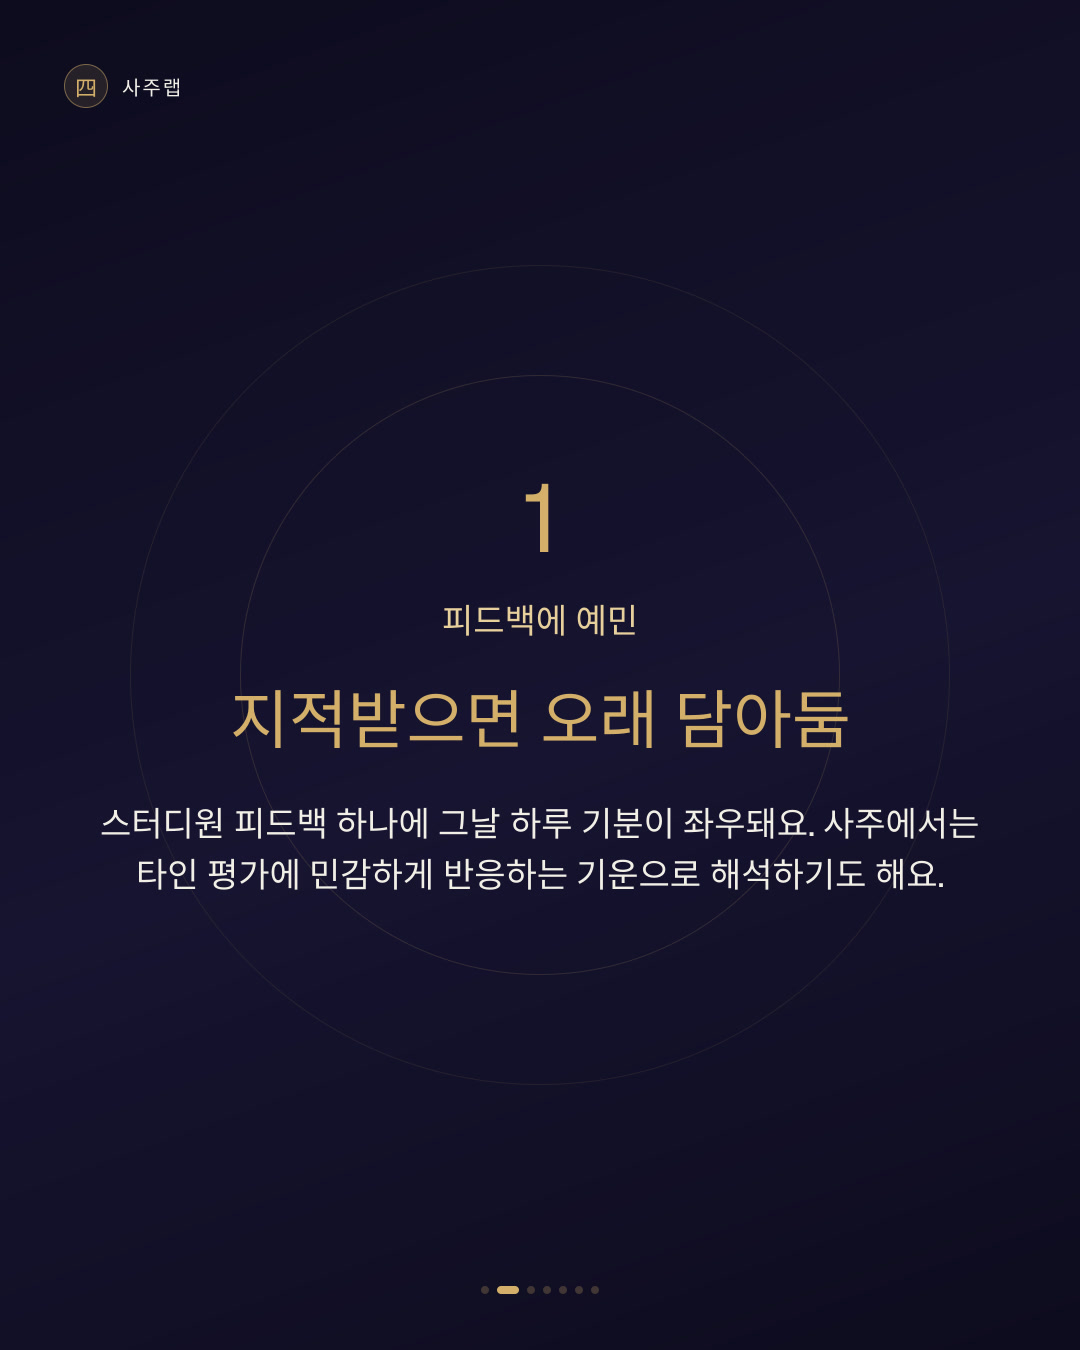 四 사주랩
1
피드백에 예민
지적받으면 오래 담아둠
스터디원 피드백 하나에 그날 하루 기분이 좌우돼요. 사주에서는
타인 평가에 민감하게 반응하는 기운으로 해석하기도 해요.